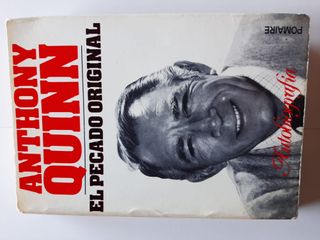 ANTHONY
QUINN
EL PECADO ORIGINAL
POMAIRE
Autobiografía